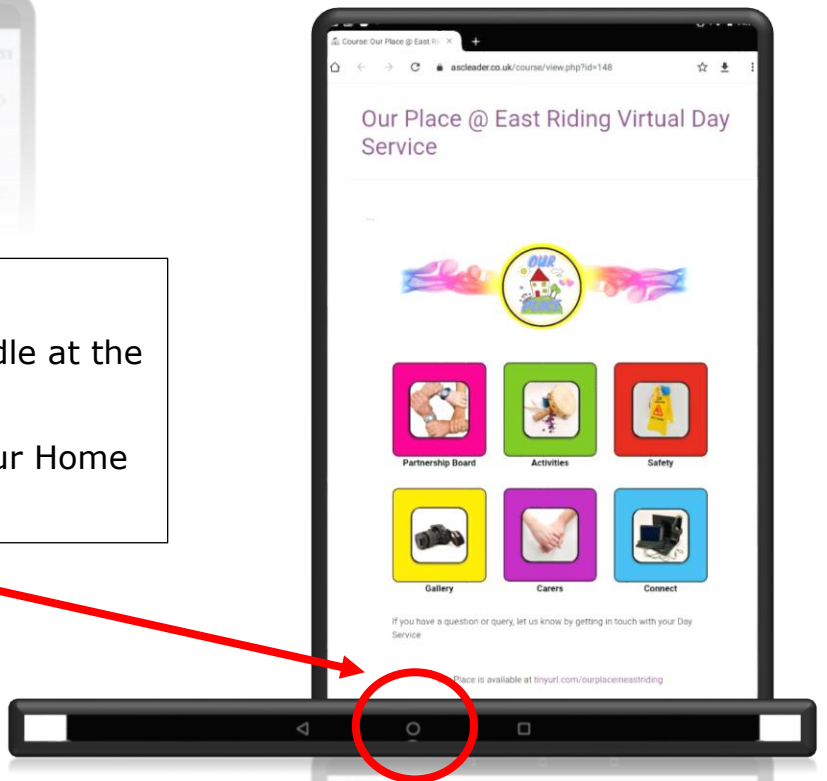 Course: Our Place @ East Ri
ascleader.co.uk/course/view.php?id=148
Our Place @ East Riding Virtual Day
Service
OUR
PLACE
at the
Home
Partnership Board
Activities
Safety
Gallery
Carers
Connect
If you have a question or query, let us know by getting in touch with your Day
Service
Place is available at tinyurl.com/ourplaceineastriding